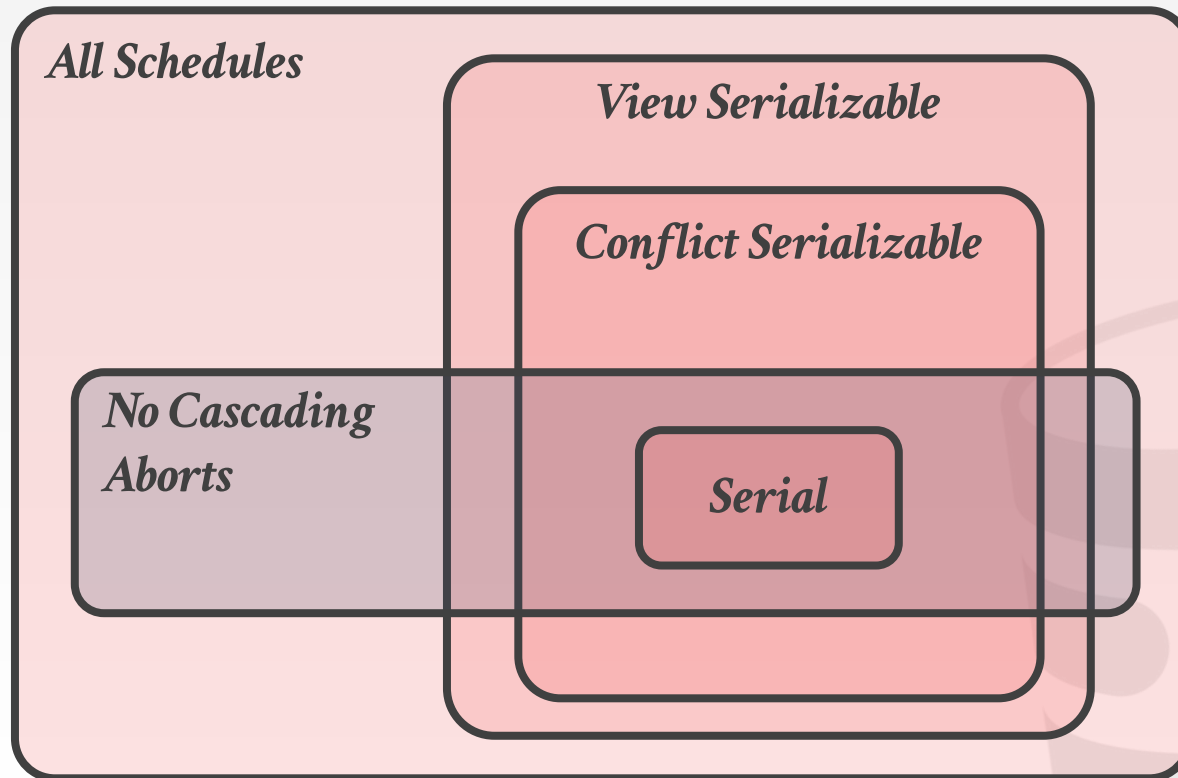 All Schedules
View Serializable
Conflict Serializable
No Cascading
Aborts
Serial